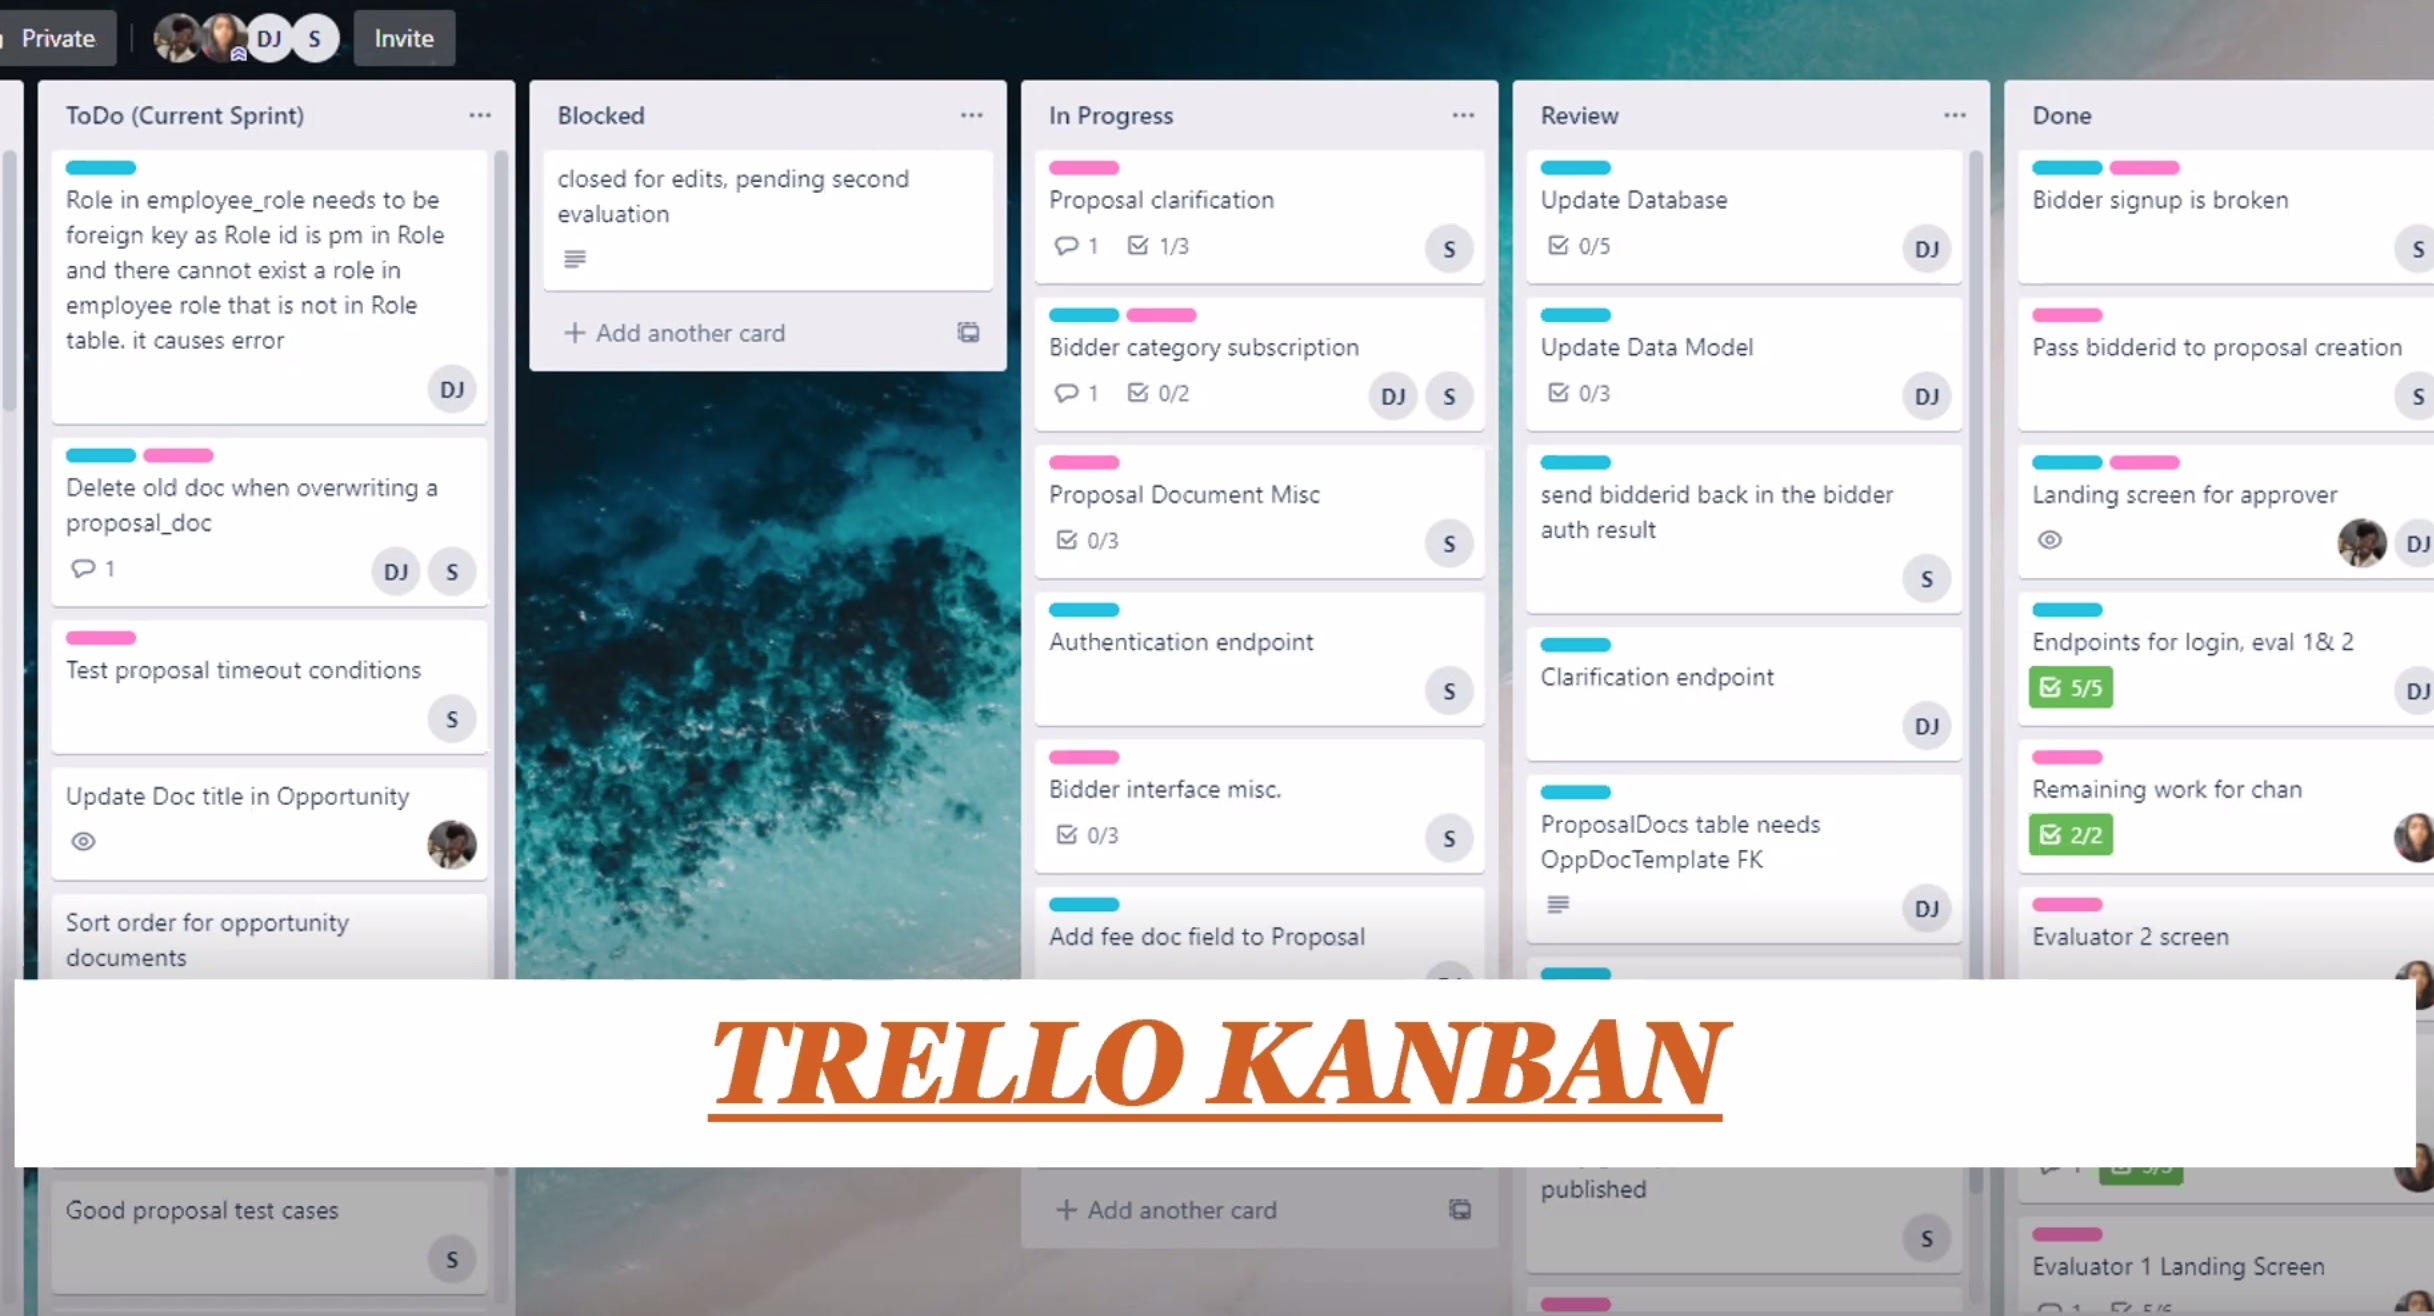 Private
DJ
S
Invite
ToDo (Current Sprint)
Role in employee_role needs to be
foreign key as Role id is pm in Role
and there cannot exist a role in
employee role that is not in Role
table. it causes error
DJ
Delete old doc when overwriting a
proposal_doc
1
DJ
S
Test proposal timeout conditions
S
Update Doc title in Opportunity
Sort order for opportunity
documents
Good proposal test cases
S
Blocked
closed for edits, pending second
evaluation
+ Add another card
In Progress
Proposal clarification
1 1/3
S
Bidder category subscription
1 0/2
DJ
S
Proposal Document Misc
0/3
S
Authentication endpoint
S
Bidder interface misc.
0/3
S
Add fee doc field to Proposal
+ Add another card
Review
Update Database
0/5
DJ
Update Data Model
0/3
DJ
send bidderid back in the bidder
auth result
S
Clarification endpoint
DJ
ProposalDocs table needs
OppDocTemplate FK
DJ
published
S
Done
Bidder signup is broken
S
Pass bidderid to proposal creation
S
Landing screen for approver
DJ
Endpoints for login, eval 1& 2
5/5
DJ
Remaining work for chan
2/2
Evaluator 2 screen
Evaluator 1 Landing Screen
TRELLO KANBAN